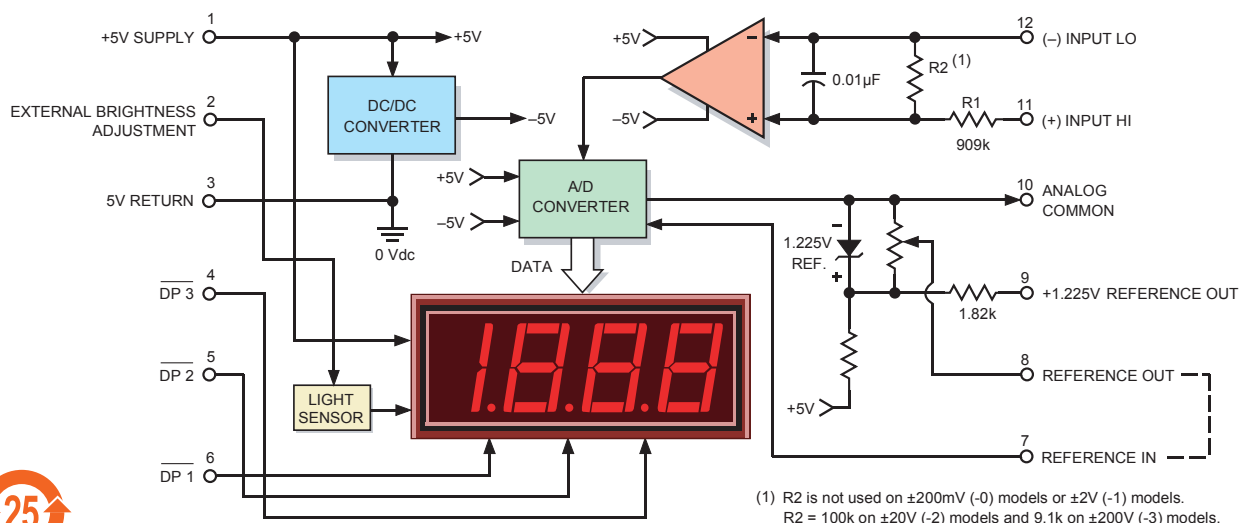 1
+5V SUPPLY
+5V
2
EXTERNAL BRIGHTNESS
ADJUSTMENT
DC/DC
CONVERTER
–5V
3
5V RETURN
0 Vdc
4
DP 3
5
DP 2
6
DP 1
LIGHT
SENSOR
1.8.8.8
DATA
+5V
–5V
A/D
CONVERTER
+5V
–5V
–
+
0.01µF
R2 (1)
R1
909k
12
(–) INPUT LO
11
(+) INPUT HI
10
ANALOG
COMMON
–
1.225V
REF.
+
1.82k
9
+1.225V REFERENCE OUT
8
REFERENCE OUT
+5V
7
REFERENCE IN
25
(1) R2 is not used on ±200mV (-0) models or ±2V (-1) models.
R2 = 100k on ±20V (-2) models and 9.1k on ±200V (-3) models.